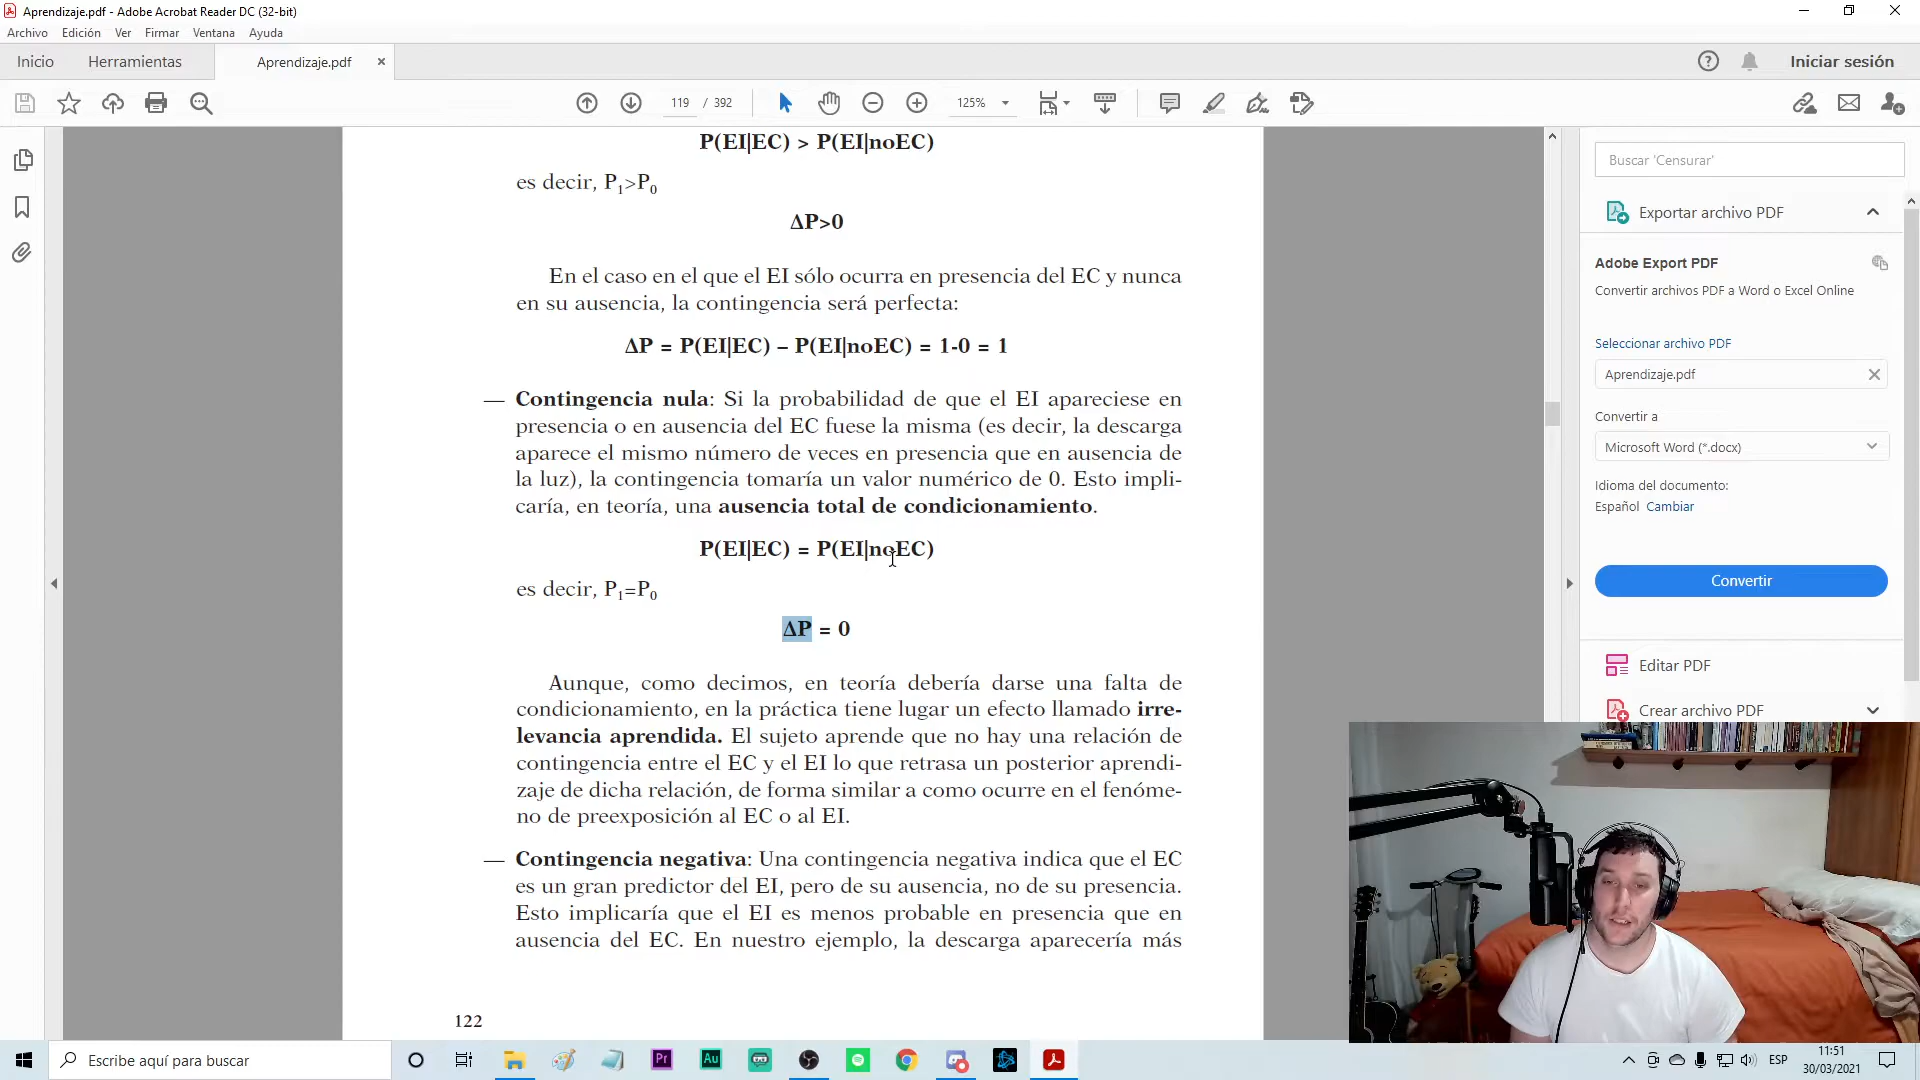 Aprendizaje.pdf - Adobe Acrobat Reader DC (32-bit)
Archivo Edición Ver Firmar Ventana Ayuda
Inicio Herramientas Aprendizaje.pdf × Iniciar sesión
119 / 392 125%
P(EI|EC) > P(EI|noEC)
es decir, P₁>P₀
ΔP>0
En el caso en el que el EI sólo ocurra en presencia del EC y nunca
en su ausencia, la contingencia será perfecta:
ΔP = P(EI|EC) – P(EI|noEC) = 1-0 = 1
— Contingencia nula: Si la probabilidad de que el EI apareciese en
presencia o en ausencia del EC fuese la misma (es decir, la descarga
aparece el mismo número de veces en presencia que en ausencia de
la luz), la contingencia tomaría un valor numérico de 0. Esto impli-
caría, en teoría, una ausencia total de condicionamiento.
P(EI|EC) = P(EI|noEC)
es decir, P₁=P₀
ΔP = 0
Aunque, como decimos, en teoría debería darse una falta de
condicionamiento, en la práctica tiene lugar un efecto llamado irre-
levancia aprendida. El sujeto aprende que no hay una relación de
contingencia entre el EC y el EI lo que retrasa un posterior aprendi-
zaje de dicha relación, de forma similar a como ocurre en el fenóme-
no de preexposición al EC o al EI.
— Contingencia negativa: Una contingencia negativa indica que el EC
es un gran predictor del EI, pero de su ausencia, no de su presencia.
Esto implicaría que el EI es menos probable en presencia que en
ausencia del EC. En nuestro ejemplo, la descarga aparecería más
122
Buscar 'Censurar'
Exportar archivo PDF
Adobe Export PDF
Convertir archivos PDF a Word o Excel Online
Seleccionar archivo PDF
Aprendizaje.pdf
Convertir a
Microsoft Word (*.docx)
Idioma del documento:
Español Cambiar
Convertir
Editar PDF
Crear archivo PDF
Escribe aquí para buscar
Pr
Au
ESP
11:51
30/03/2021